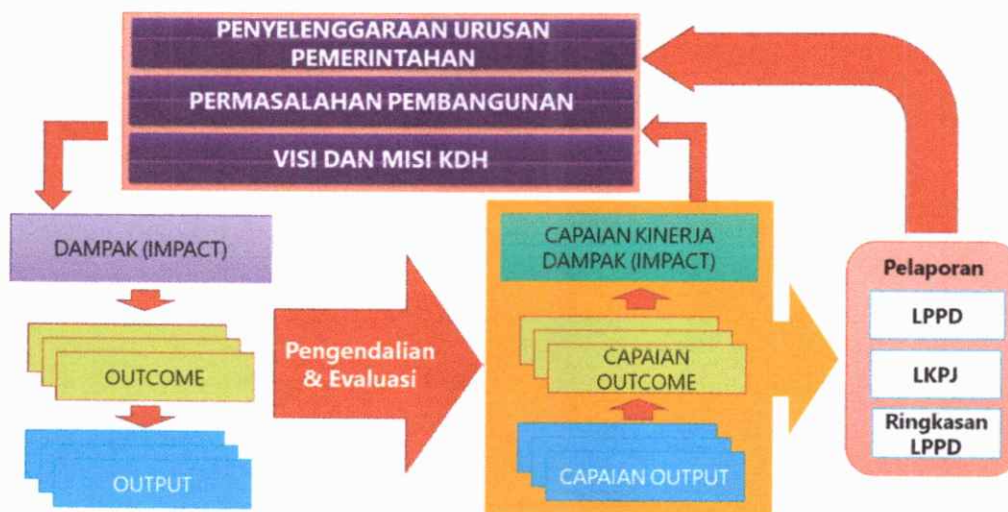 PENYELENGGARAAN URUSAN
PEMERINTAHAN
PERMASALAHAN PEMBANGUNAN
VISI DAN MISI KDH
DAMPAK (IMPACT)
OUTCOME
OUTPUT
Pengendalian
& Evaluasi
CAPAIAN KINERJA
DAMPAK (IMPACT)
CAPAIAN
OUTCOME
CAPAIAN OUTPUT
Pelaporan
LPPD
LKPJ
Ringkasan
LPPD